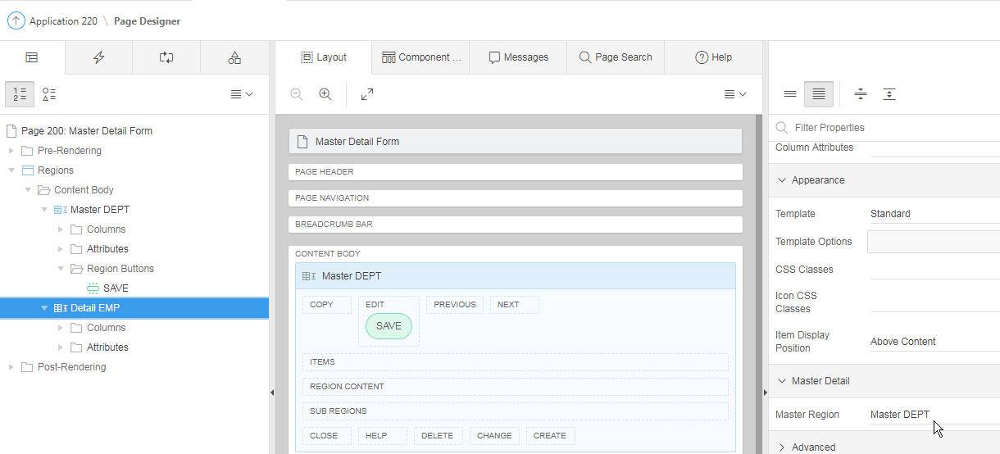 Application 220 \ Page Designer
Layout
Component ...
Messages
Page Search
Help
Page 200: Master Detail Form
Pre-Rendering
Regions
Content Body
Master DEPT
Columns
Attributes
Region Buttons
SAVE
Detail EMP
Columns
Attributes
Post-Rendering
Master Detail Form
PAGE HEADER
PAGE NAVIGATION
BREADCRUMB BAR
CONTENT BODY
Master DEPT
COPY EDIT PREVIOUS NEXT
SAVE
ITEMS
REGION CONTENT
SUB REGIONS
CLOSE HELP DELETE CHANGE CREATE
Filter Properties
Column Attributes
Appearance
Template Standard
Template Options
CSS Classes
Icon CSS
Classes
Item Display
Position Above Content
Master Detail
Master Region Master DEPT
Advanced